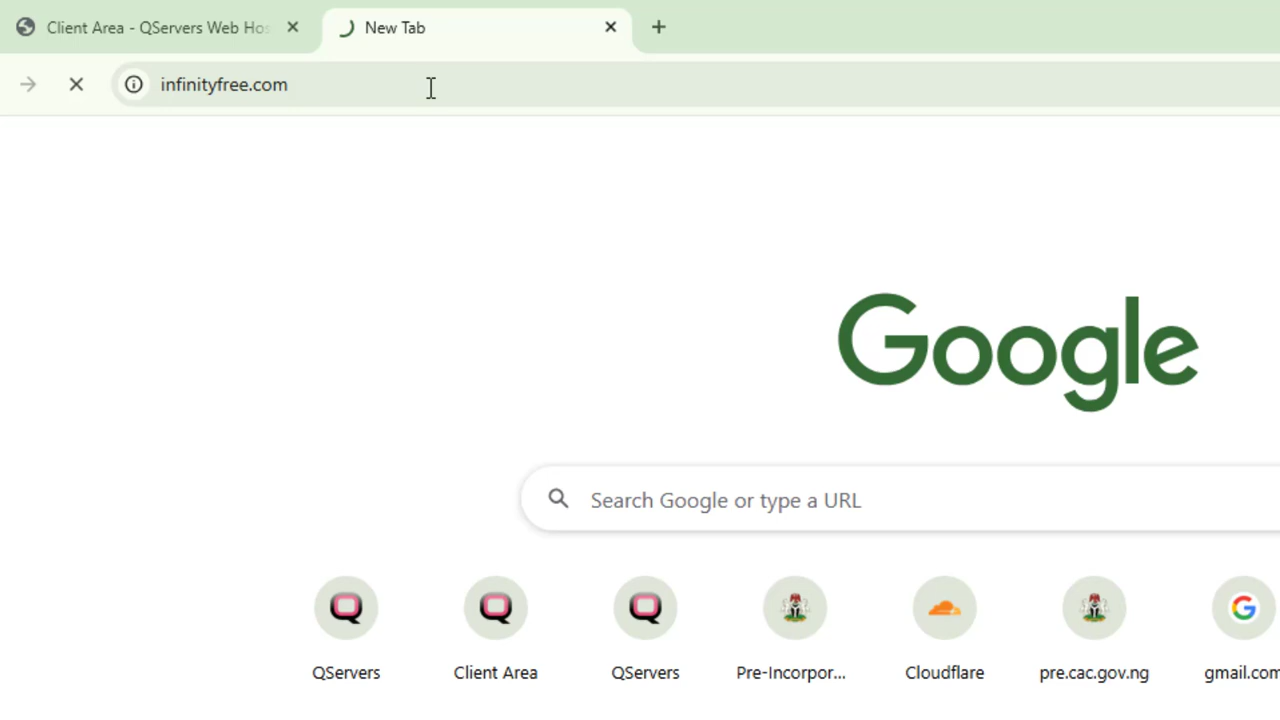 Client Area - QServers Web Hos
New Tab
infinityfree.com
Google
Search Google or type a URL
QServers
Client Area
QServers
Pre-Incorpor...
Cloudflare
pre.cac.gov.ng
gmail.com